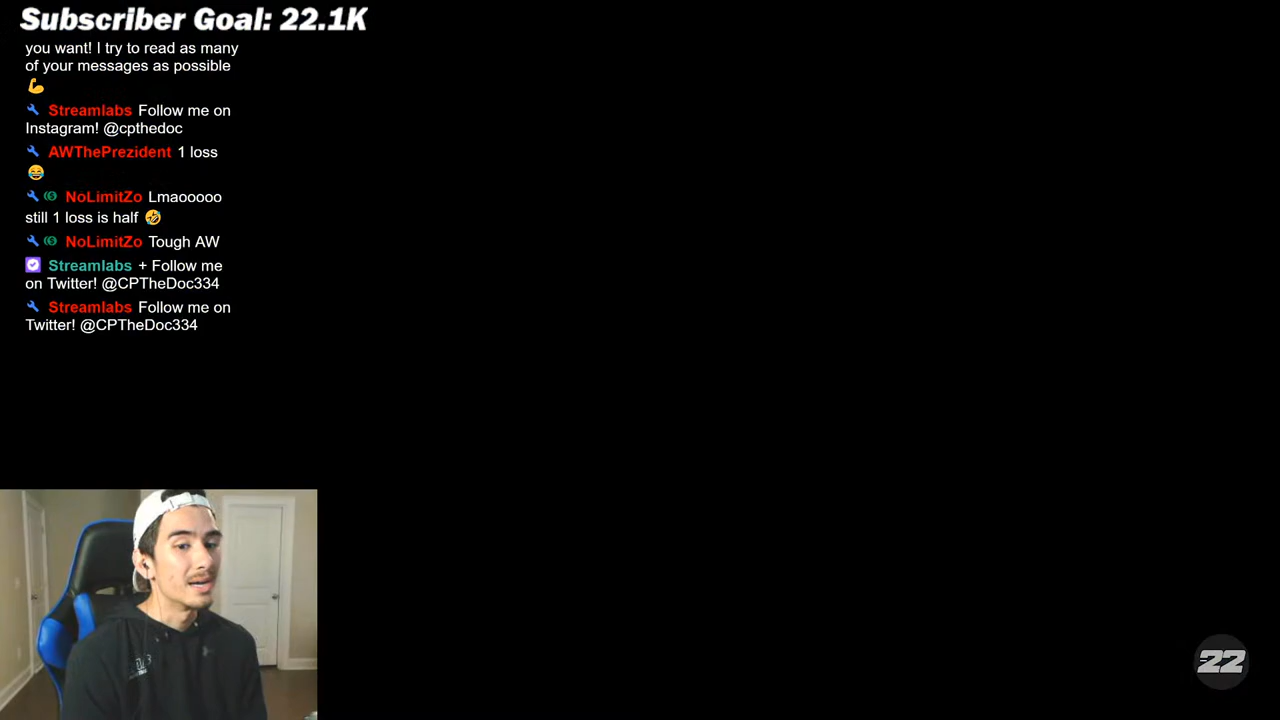 Subscriber Goal: 22.1K
you want! I try to read as many
of your messages as possible
💪
Streamlabs Follow me on
Instagram! @cpthedoc
AWThePrezident 1 loss
😂
NoLimitZo Lmaooooo
still 1 loss is half 🤣
NoLimitZo Tough AW
Streamlabs + Follow me
on Twitter! @CPTheDoc334
Streamlabs Follow me on
Twitter! @CPTheDoc334
22